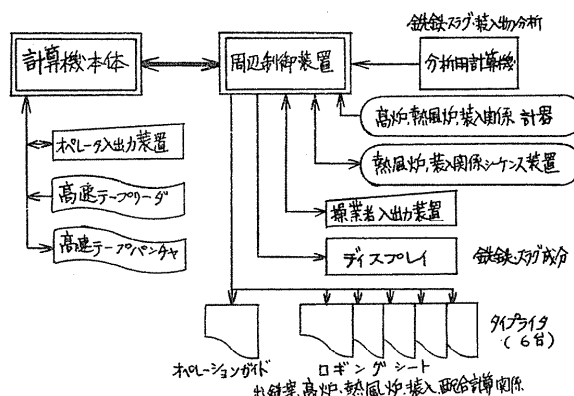 銑鉄・スラグ・装入物分析
計算機本体
周辺制御装置
分析用計算機
高炉,熱風炉,装入関係 計器
オペレータ入出力装置
熱風炉,装入関係シーケンス装置
高速テープリーダ
操業者入出力装置
高速テープパンチャ
ディスプレイ
銑鉄・スラグ成分
タイプライタ
(6台)
オペレーションガイド
ロギングシート
出銑滓,高炉,熱風炉,装入,配合計算関係